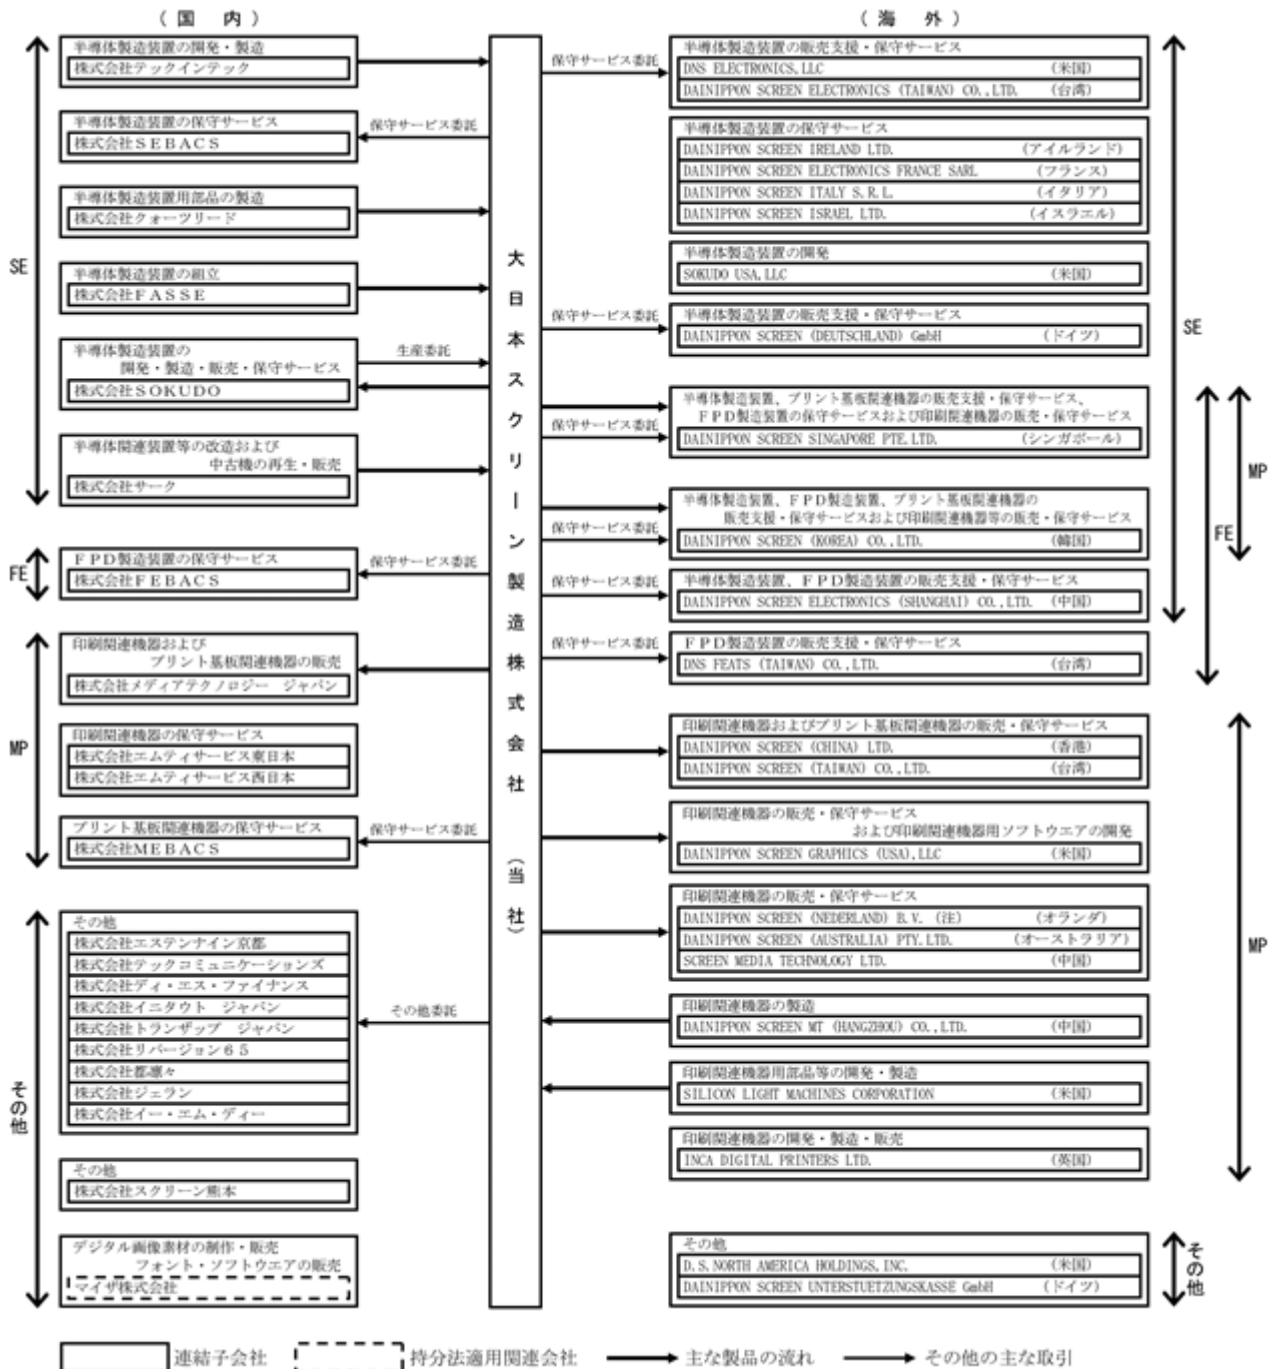 （国　内）
（海　外）
半導体製造装置の開発・製造
株式会社テックインテック
半導体製造装置の保守サービス
株式会社ＳＥＢＡＣＳ
保守サービス委託
半導体製造装置用部品の製造
株式会社クォーツリード
SE
半導体製造装置の組立
株式会社ＦＡＳＳＥ
半導体製造装置の
開発・製造・販売・保守サービス
株式会社ＳＯＫＵＤＯ
生産委託
半導体関連装置等の改造および
中古機の再生・販売
株式会社サーク
FE
ＦＰＤ製造装置の保守サービス
株式会社ＦＥＢＡＣＳ
保守サービス委託
印刷関連機器および
プリント基板関連機器の販売
株式会社メディアテクノロジー　ジャパン
MP
印刷関連機器の保守サービス
株式会社エムティサービス東日本
株式会社エムティサービス西日本
プリント基板関連機器の保守サービス
株式会社ＭＥＢＡＣＳ
保守サービス委託
その他
その他
株式会社エステンナイン京都
株式会社テックコミュニケーションズ
株式会社ディ・エス・ファイナンス
株式会社イニタウト　ジャパン
株式会社トランザップ　ジャパン
株式会社リバージョン６５
株式会社都凛々
株式会社ジェラン
株式会社イー・エム・ディー
その他委託
その他
株式会社スクリーン熊本
デジタル画像素材の制作・販売
フォント・ソフトウエアの販売
マイザ株式会社
大日本スクリーン製造株式会社（当社）
保守サービス委託
半導体製造装置の販売支援・保守サービス
DNS ELECTRONICS,LLC （米国）
DAINIPPON SCREEN ELECTRONICS (TAIWAN) CO.,LTD. （台湾）
半導体製造装置の保守サービス
DAINIPPON SCREEN IRELAND LTD. （アイルランド）
DAINIPPON SCREEN ELECTRONICS FRANCE SARL （フランス）
DAINIPPON SCREEN ITALY S.R.L. （イタリア）
DAINIPPON SCREEN ISRAEL LTD. （イスラエル）
半導体製造装置の開発
SOKUDO USA,LLC （米国）
保守サービス委託
半導体製造装置の販売支援・保守サービス
DAINIPPON SCREEN (DEUTSCHLAND) GmbH （ドイツ）
SE
保守サービス委託
半導体製造装置、プリント基板関連機器の販売支援・保守サービス、
ＦＰＤ製造装置の保守サービスおよび印刷関連機器の販売・保守サービス
DAINIPPON SCREEN SINGAPORE PTE.LTD. （シンガポール）
MP
保守サービス委託
半導体製造装置、ＦＰＤ製造装置、プリント基板関連機器の
販売支援・保守サービスおよび印刷関連機器等の販売・保守サービス
DAINIPPON SCREEN (KOREA) CO.,LTD. （韓国）
FE
保守サービス委託
半導体製造装置、ＦＰＤ製造装置の販売支援・保守サービス
DAINIPPON SCREEN ELECTRONICS (SHANGHAI) CO.,LTD. （中国）
保守サービス委託
ＦＰＤ製造装置の販売支援・保守サービス
DNS FEATS (TAIWAN) CO.,LTD. （台湾）
印刷関連機器およびプリント基板関連機器の販売・保守サービス
DAINIPPON SCREEN (CHINA) LTD. （香港）
DAINIPPON SCREEN (TAIWAN) CO.,LTD. （台湾）
印刷関連機器の販売・保守サービス
および印刷関連機器用ソフトウエアの開発
DAINIPPON SCREEN GRAPHICS (USA),LLC （米国）
印刷関連機器の販売・保守サービス
DAINIPPON SCREEN (NEDERLAND) B.V.（注） （オランダ）
DAINIPPON SCREEN (AUSTRALIA) PTY.LTD. （オーストラリア）
SCREEN MEDIA TECHNOLOGY LTD. （中国）
MP
印刷関連機器の製造
DAINIPPON SCREEN MT (HANGZHOU) CO.,LTD. （中国）
印刷関連機器用部品等の開発・製造
SILICON LIGHT MACHINES CORPORATION （米国）
印刷関連機器の開発・製造・販売
INCA DIGITAL PRINTERS LTD. （英国）
その他
D.S.NORTH AMERICA HOLDINGS,INC. （米国）
DAINIPPON SCREEN UNTERSTUETZUNGSKASSE GmbH （ドイツ）
その他
連結子会社
持分法適用関連会社
主な製品の流れ
その他の主な取引